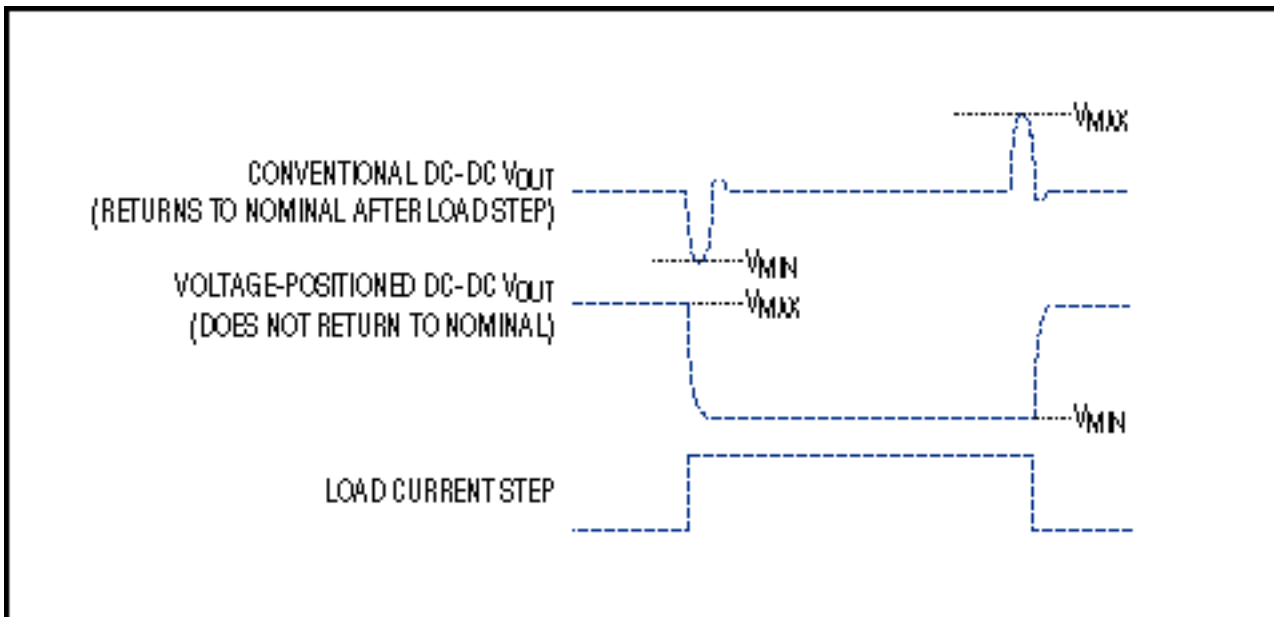 VMAX
CONVENTIONAL DC-DC VOUT
(RETURNS TO NOMINAL AFTER LOAD STEP)
VMIN
VOLTAGE-POSITIONED DC-DC VOUT
(DOES NOT RETURN TO NOMINAL)
VMAX
VMIN
LOAD CURRENT STEP